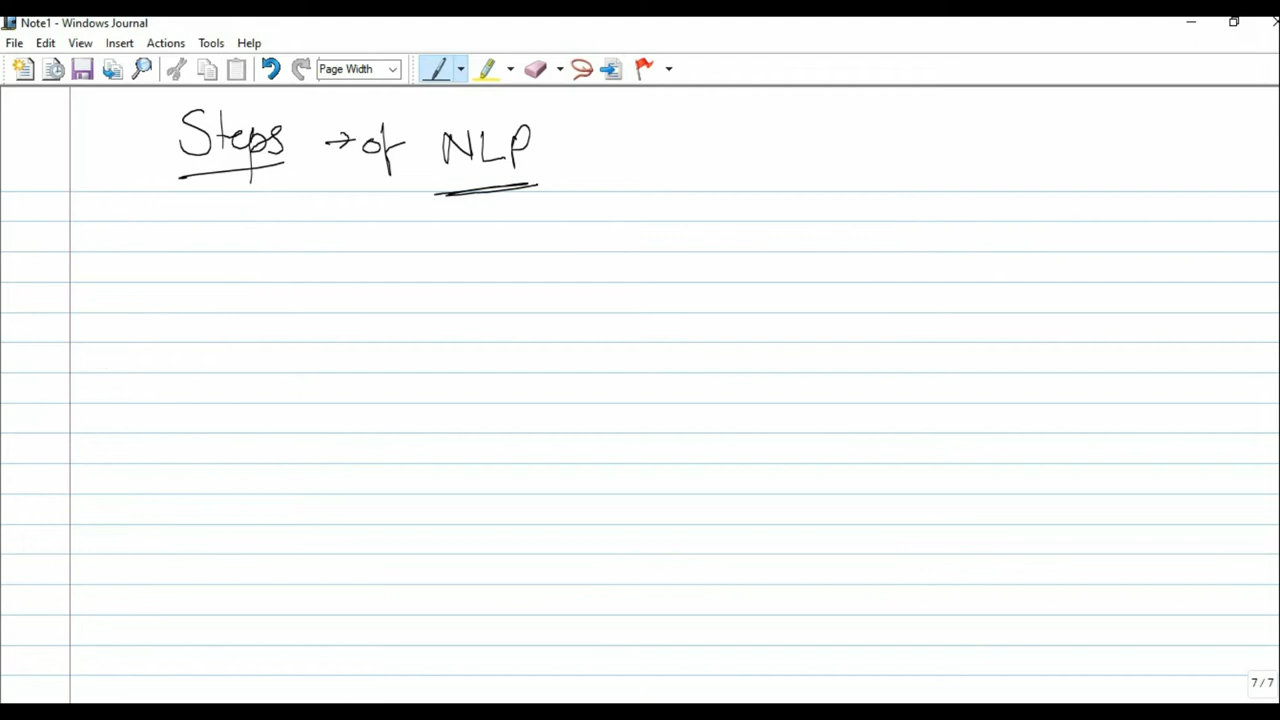 Note1 - Windows Journal
File Edit View Insert Actions Tools Help
Page Width
Steps → of NLP
7 / 7